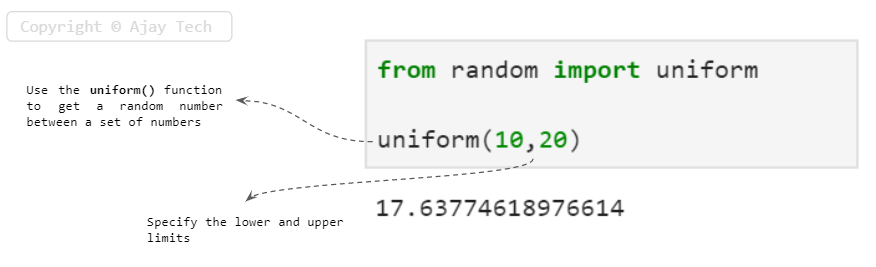 Copyright © Ajay Tech
from random import uniform
Use the uniform() function
to get a random number
between a set of numbers
uniform(10,20)
17.63774618976614
Specify the lower and upper
limits